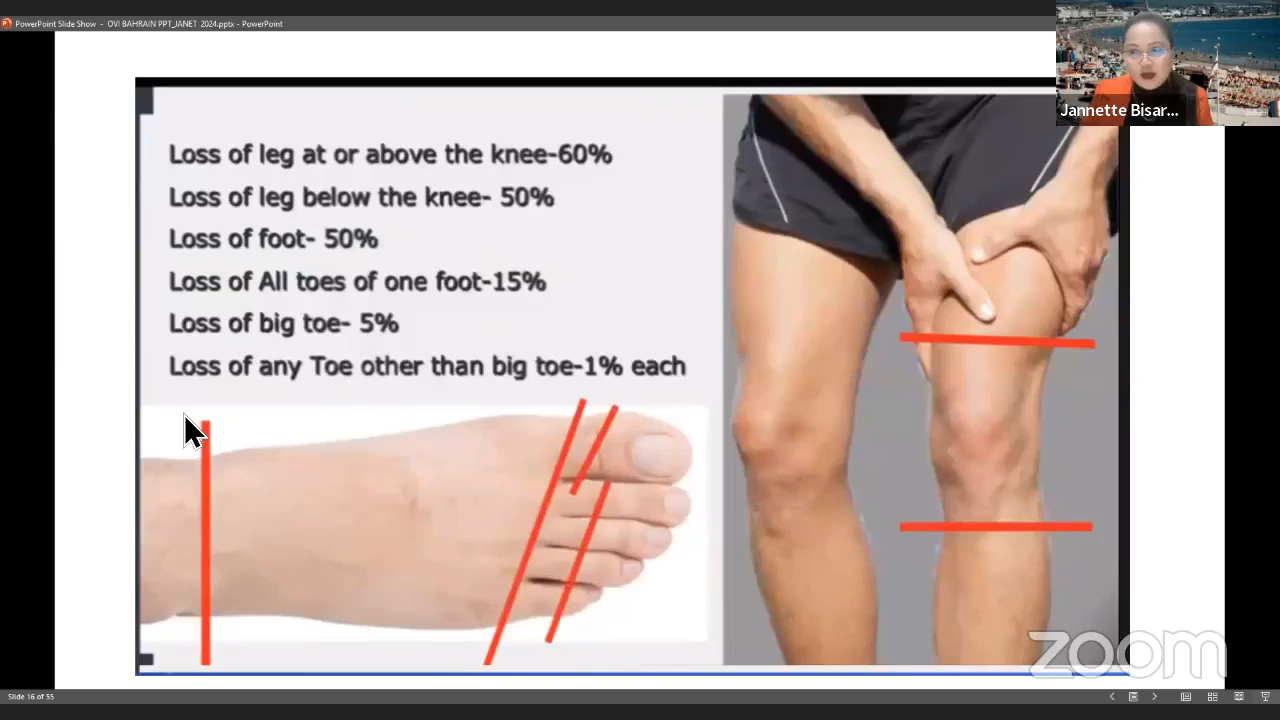 PowerPoint Slide Show - OVI BAHRAIN PPT_JANET 2024.pptx - PowerPoint
Jannette Bisar...
Loss of leg at or above the knee-60%
Loss of leg below the knee- 50%
Loss of foot- 50%
Loss of All toes of one foot-15%
Loss of big toe- 5%
Loss of any Toe other than big toe-1% each
zoom
Slide 16 of 55